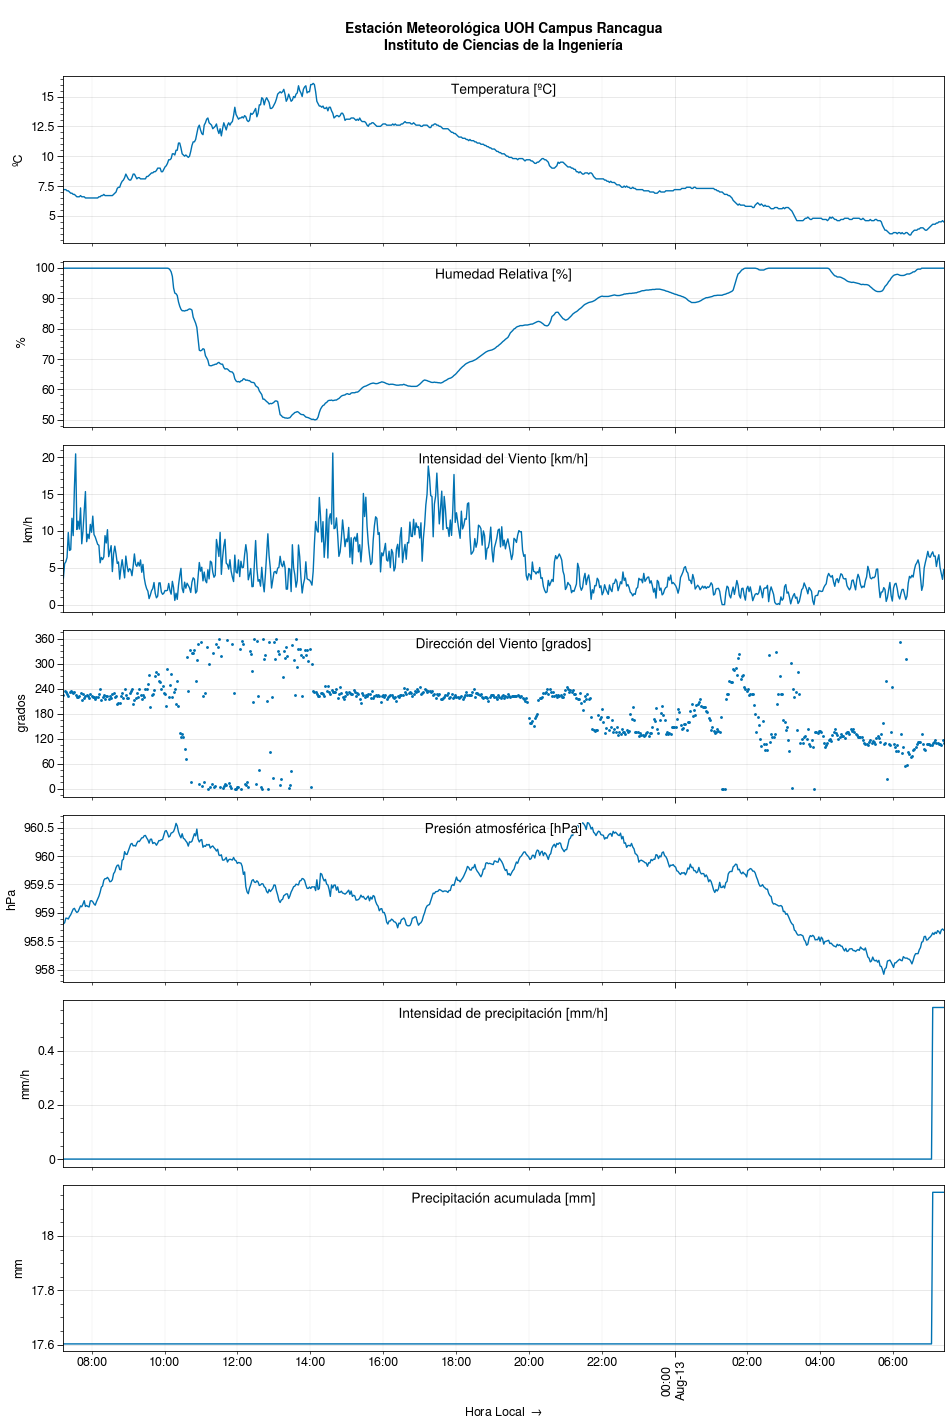 Estación Meteorológica UOH Campus Rancagua
Instituto de Ciencias de la Ingeniería
Temperatura [ºC]
ºC
15
12.5
10
7.5
5
Humedad Relativa [%]
%
100
90
80
70
60
50
Intensidad del Viento [km/h]
km/h
20
15
10
5
0
Dirección del Viento [grados]
grados
360
300
240
180
120
60
0
Presión atmosférica [hPa]
hPa
960.5
960
959.5
959
958.5
958
Intensidad de precipitación [mm/h]
mm/h
0.4
0.2
0
Precipitación acumulada [mm]
mm
18
17.8
17.6
08:00 10:00 12:00 14:00 16:00 18:00 20:00 22:00 00:00 02:00 04:00 06:00
Aug-13
Hora Local →